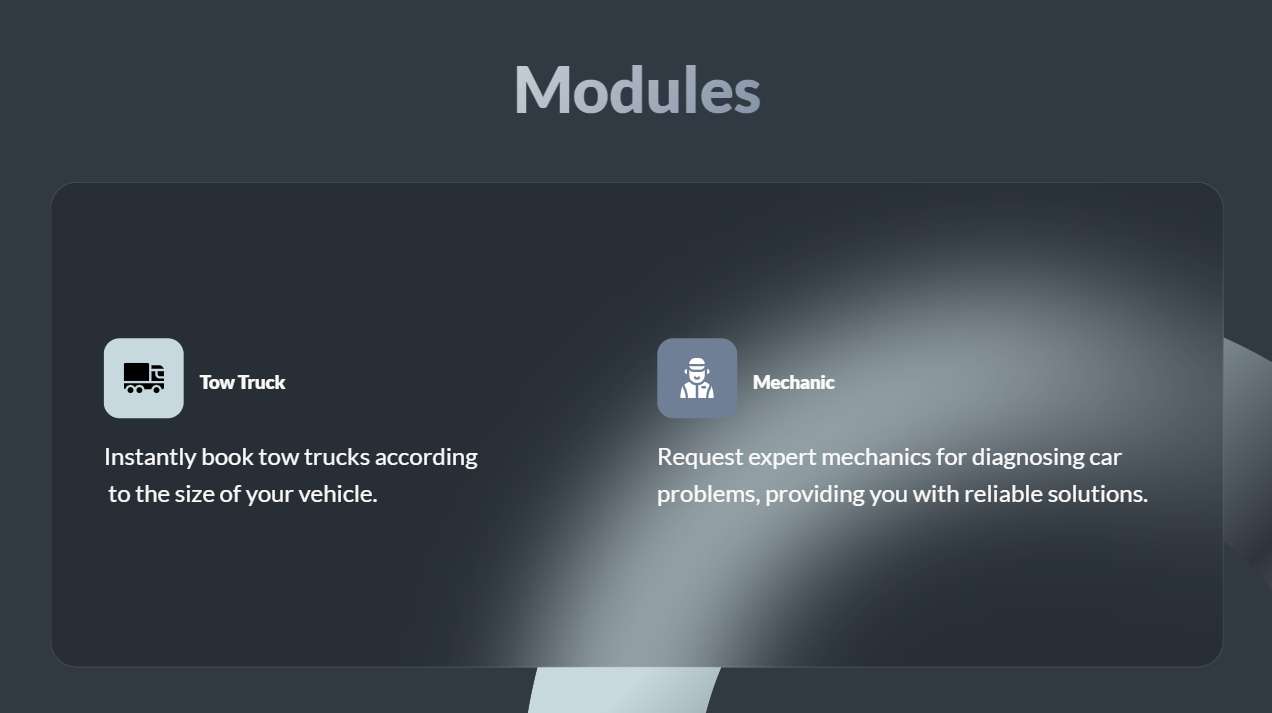 Modules
Tow Truck
Instantly book tow trucks according
to the size of your vehicle.
Mechanic
Request expert mechanics for diagnosing car
problems, providing you with reliable solutions.